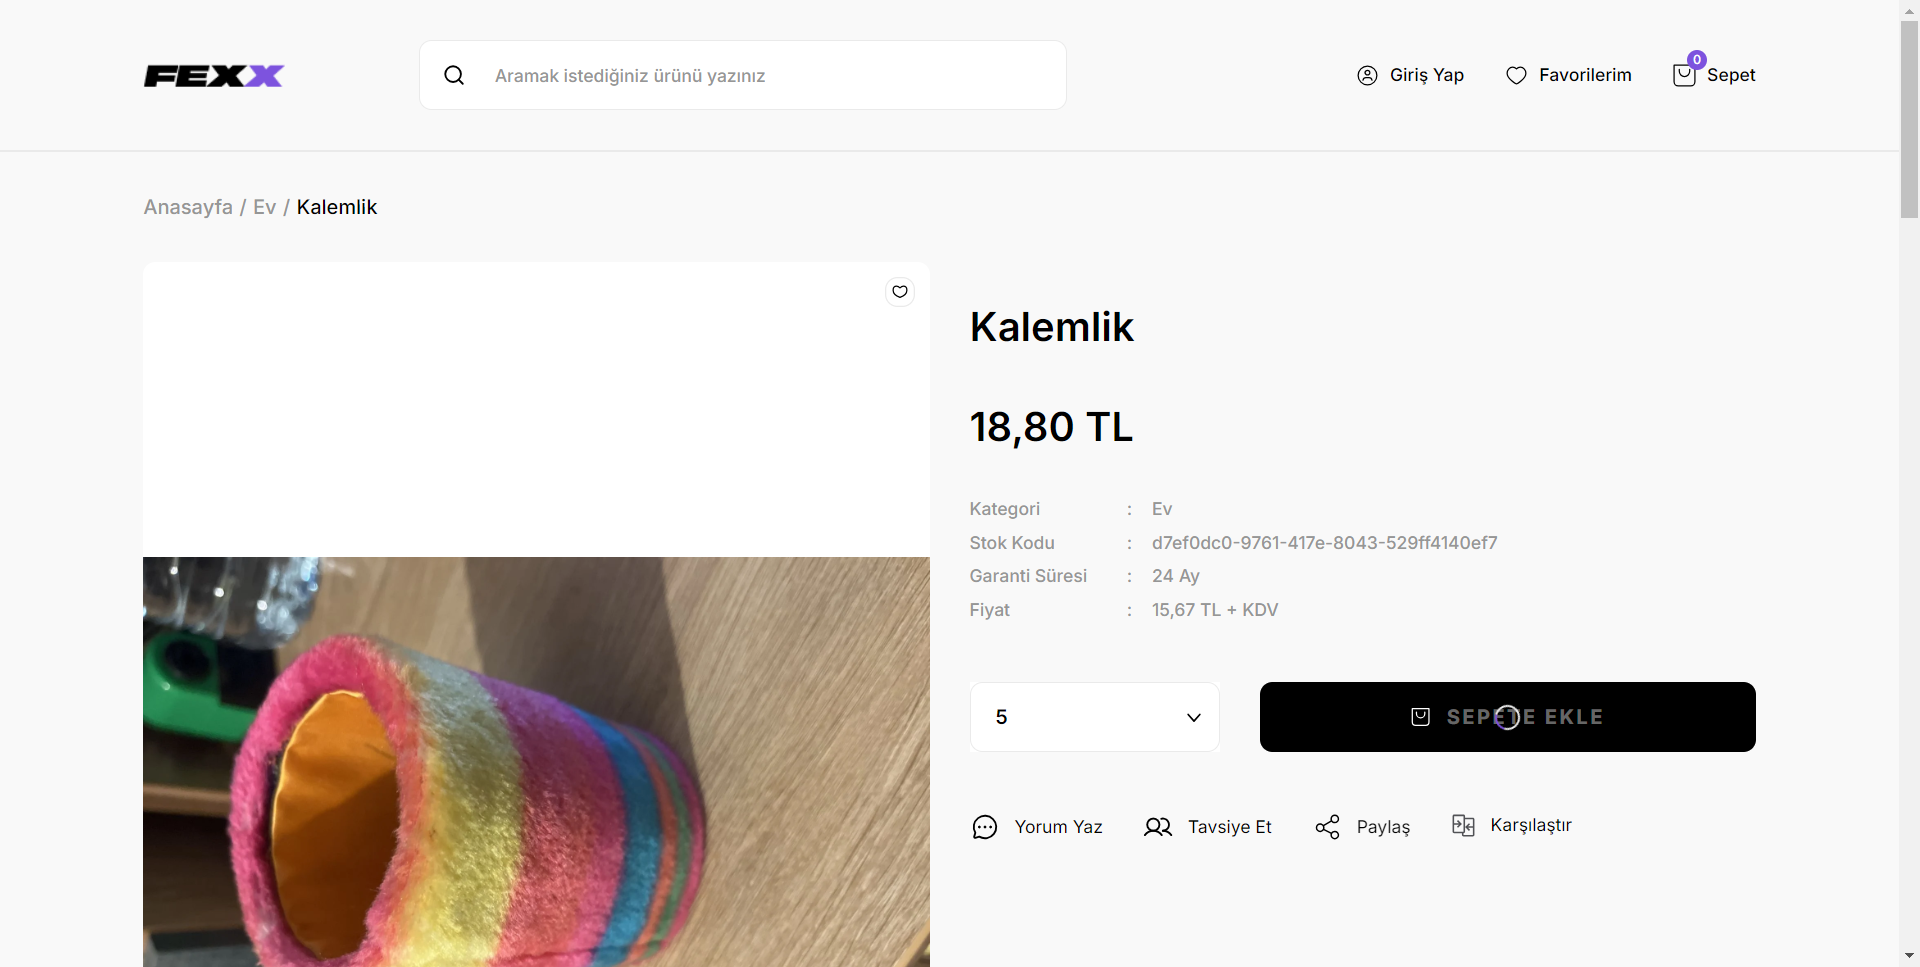 FEXX
Aramak istediğiniz ürünü yazınız
Giriş Yap
Favorilerim
0
Sepet
Anasayfa / Ev / Kalemlik
Kalemlik
18,80 TL
Kategori : Ev
Stok Kodu : d7ef0dc0-9761-417e-8043-529ff4140ef7
Garanti Süresi : 24 Ay
Fiyat : 15,67 TL + KDV
5
SEPETE EKLE
Yorum Yaz
Tavsiye Et
Paylaş
Karşılaştır